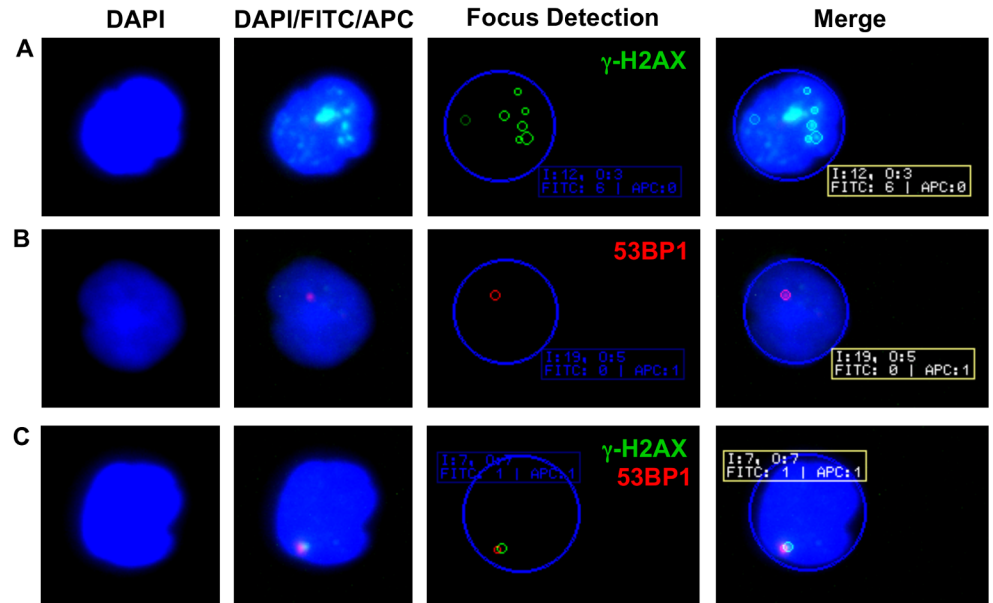 DAPI
DAPI/FITC/APC
Focus Detection
Merge
A
γ-H2AX
I:12, O:3
FITC: 6 | APC:0
I:12, O:3
FITC: 6 | APC:0
B
53BP1
I:19, O:5
FITC: 0 | APC:1
I:19, O:5
FITC: 0 | APC:1
C
γ-H2AX
53BP1
I:7, O:7
FITC: 1 | APC:1
I:7, O:7
FITC: 1 | APC:1